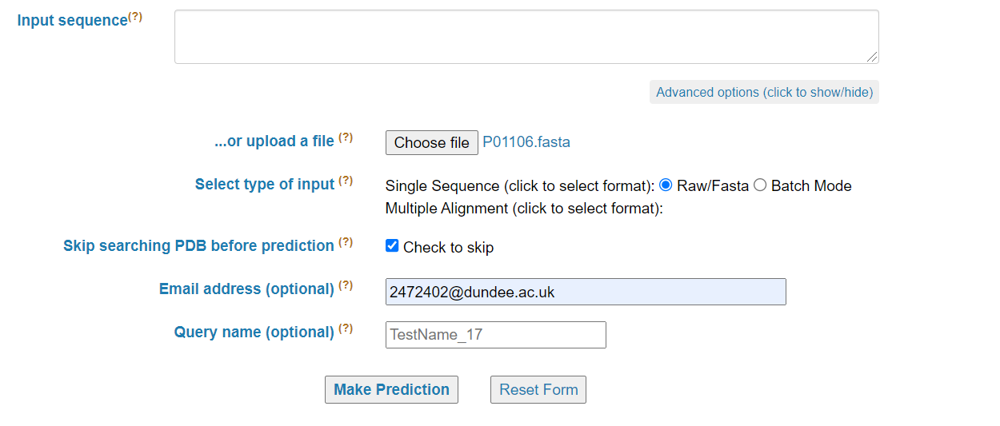 Input sequence(?)
Advanced options (click to show/hide)
...or upload a file (?) Choose file P01106.fasta
Select type of input (?) Single Sequence (click to select format): Raw/Fasta Batch Mode
Multiple Alignment (click to select format):
Skip searching PDB before prediction (?) Check to skip
Email address (optional) (?) 2472402@dundee.ac.uk
Query name (optional) (?) TestName_17
Make Prediction Reset Form